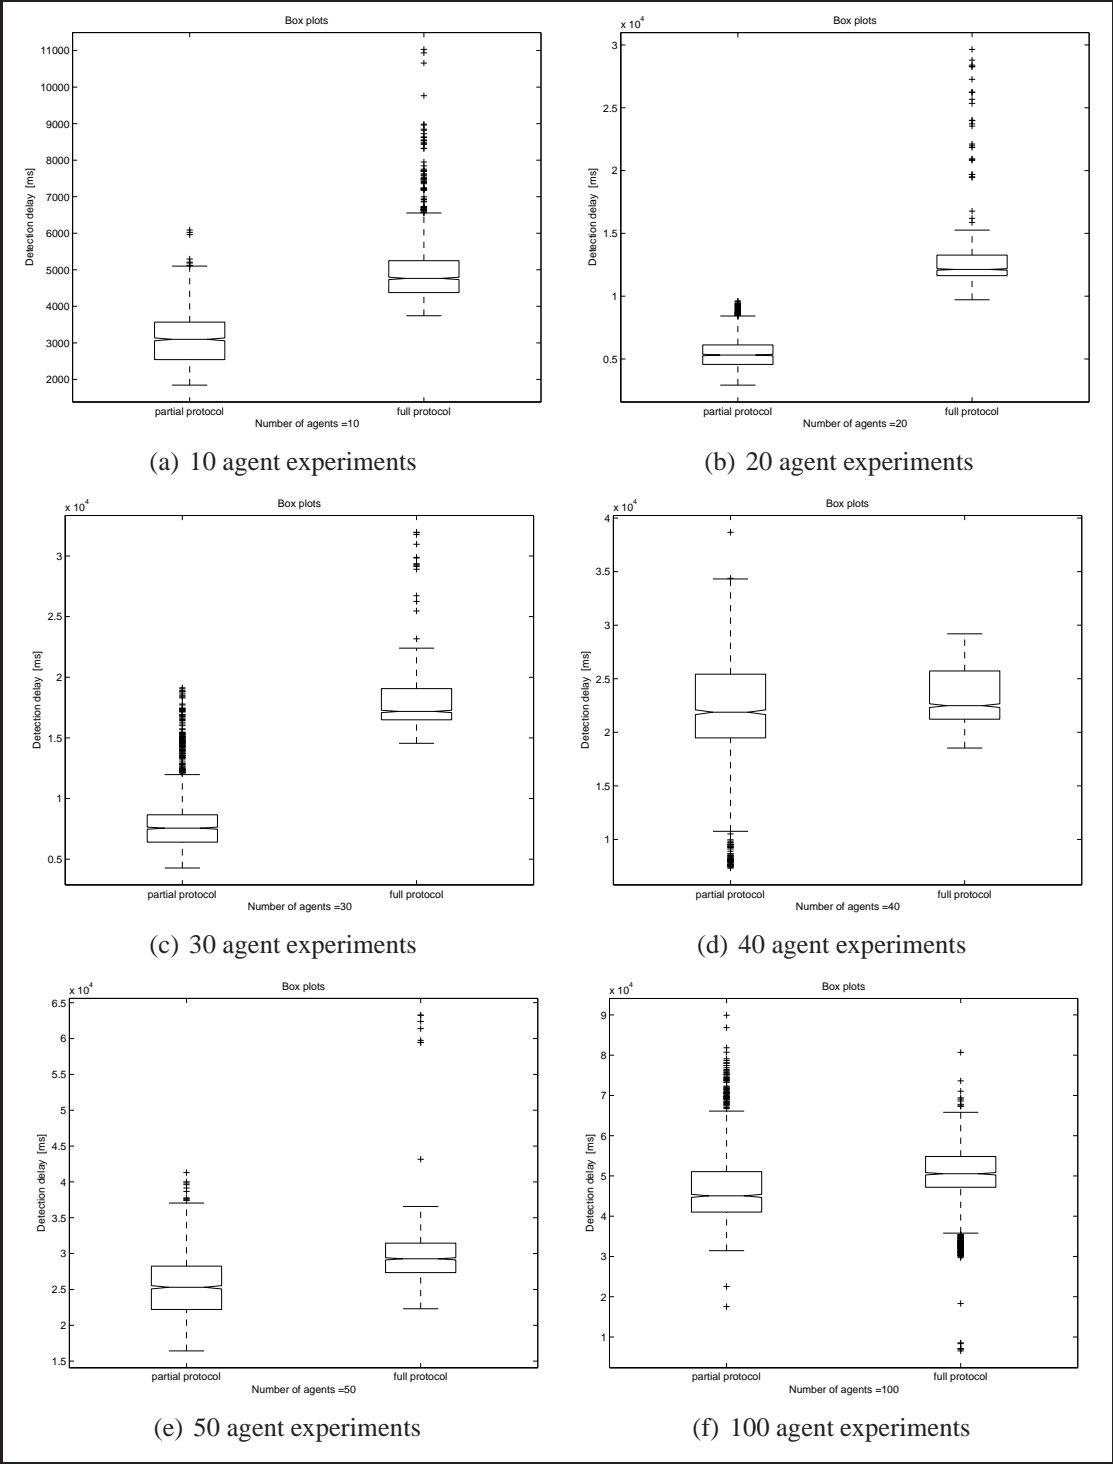 Box plots
11000
10000
9000
8000
7000
6000
5000
4000
3000
2000
Detection delay [ms]
partial protocol full protocol
Number of agents =10
(a) 10 agent experiments
Box plots
x 10^4
3
2.5
2
1.5
1
0.5
Detection delay [ms]
partial protocol full protocol
Number of agents =20
(b) 20 agent experiments
Box plots
x 10^4
3
2.5
2
1.5
1
0.5
Detection delay [ms]
partial protocol full protocol
Number of agents =30
(c) 30 agent experiments
Box plots
x 10^4
4
3.5
3
2.5
2
1.5
1
Detection delay [ms]
partial protocol full protocol
Number of agents =40
(d) 40 agent experiments
Box plots
x 10^4
6.5
6
5.5
5
4.5
4
3.5
3
2.5
2
1.5
Detection delay [ms]
partial protocol full protocol
Number of agents =50
(e) 50 agent experiments
Box plots
x 10^4
9
8
7
6
5
4
3
2
1
Detection delay [ms]
partial protocol full protocol
Number of agents =100
(f) 100 agent experiments